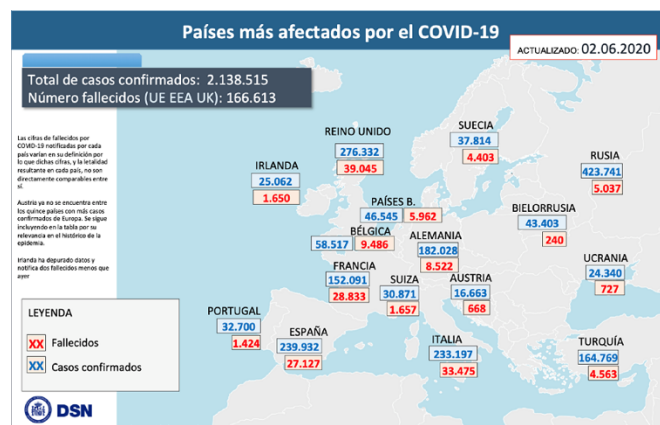 Países más afectados por el COVID-19
ACTUALIZADO: 02.06.2020
Total de casos confirmados: 2.138.515
Número fallecidos (UE EEA UK): 166.613
Las cifras de fallecidos por
COVID-19 notificadas por cada
país varían en su definición por
lo que dichas cifras, y la letalidad
resultante en cada país, no son
directamente comparables entre
sí.
Austria ya no se encuentra entre
los quince países con más casos
confirmados de Europa. Se sigue
incluyendo en la tabla por su
relevancia en el histórico de la
epidemia.
Irlanda ha depurado datos y
notifica dos fallecidos menos que
ayer
LEYENDA
XX Fallecidos
XX Casos confirmados
DSN
REINO UNIDO
276.332
39.045
IRLANDA
25.062
1.650
SUECIA
37.814
4.403
RUSIA
423.741
5.037
PAÍSES B.
46.545 5.962
BIELORRUSIA
43.403
240
BÉLGICA
58.517 9.486
ALEMANIA
182.028
8.522
UCRANIA
24.340
727
FRANCIA
152.091
28.833
SUIZA
30.871
1.657
AUSTRIA
16.663
668
PORTUGAL
32.700
1.424
ESPAÑA
239.932
27.127
ITALIA
233.197
33.475
TURQUÍA
164.769
4.563